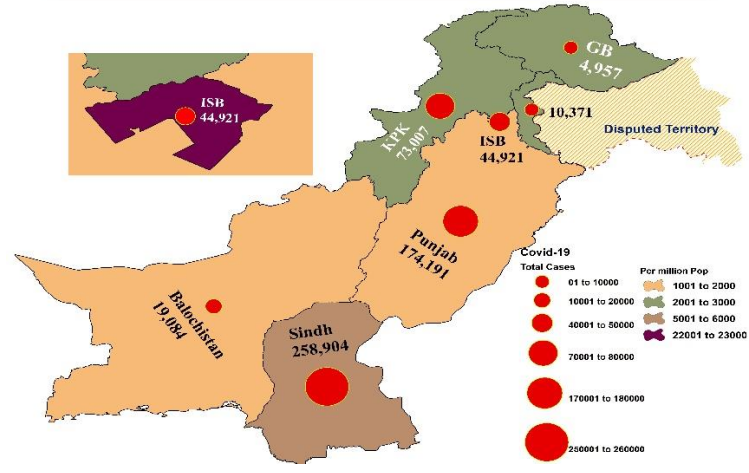 ISB
44,921
GB
4,957
10,371
Disputed Territory
KPK
73,007
ISB
44,921
Punjab
174,191
Balochistan
19,084
Sindh
258,904
Covid-19
Total Cases
01 to 10000
10001 to 20000
40001 to 50000
70001 to 80000
170001 to 180000
250001 to 260000
Per million Pop
1001 to 2000
2001 to 3000
5001 to 6000
22001 to 23000